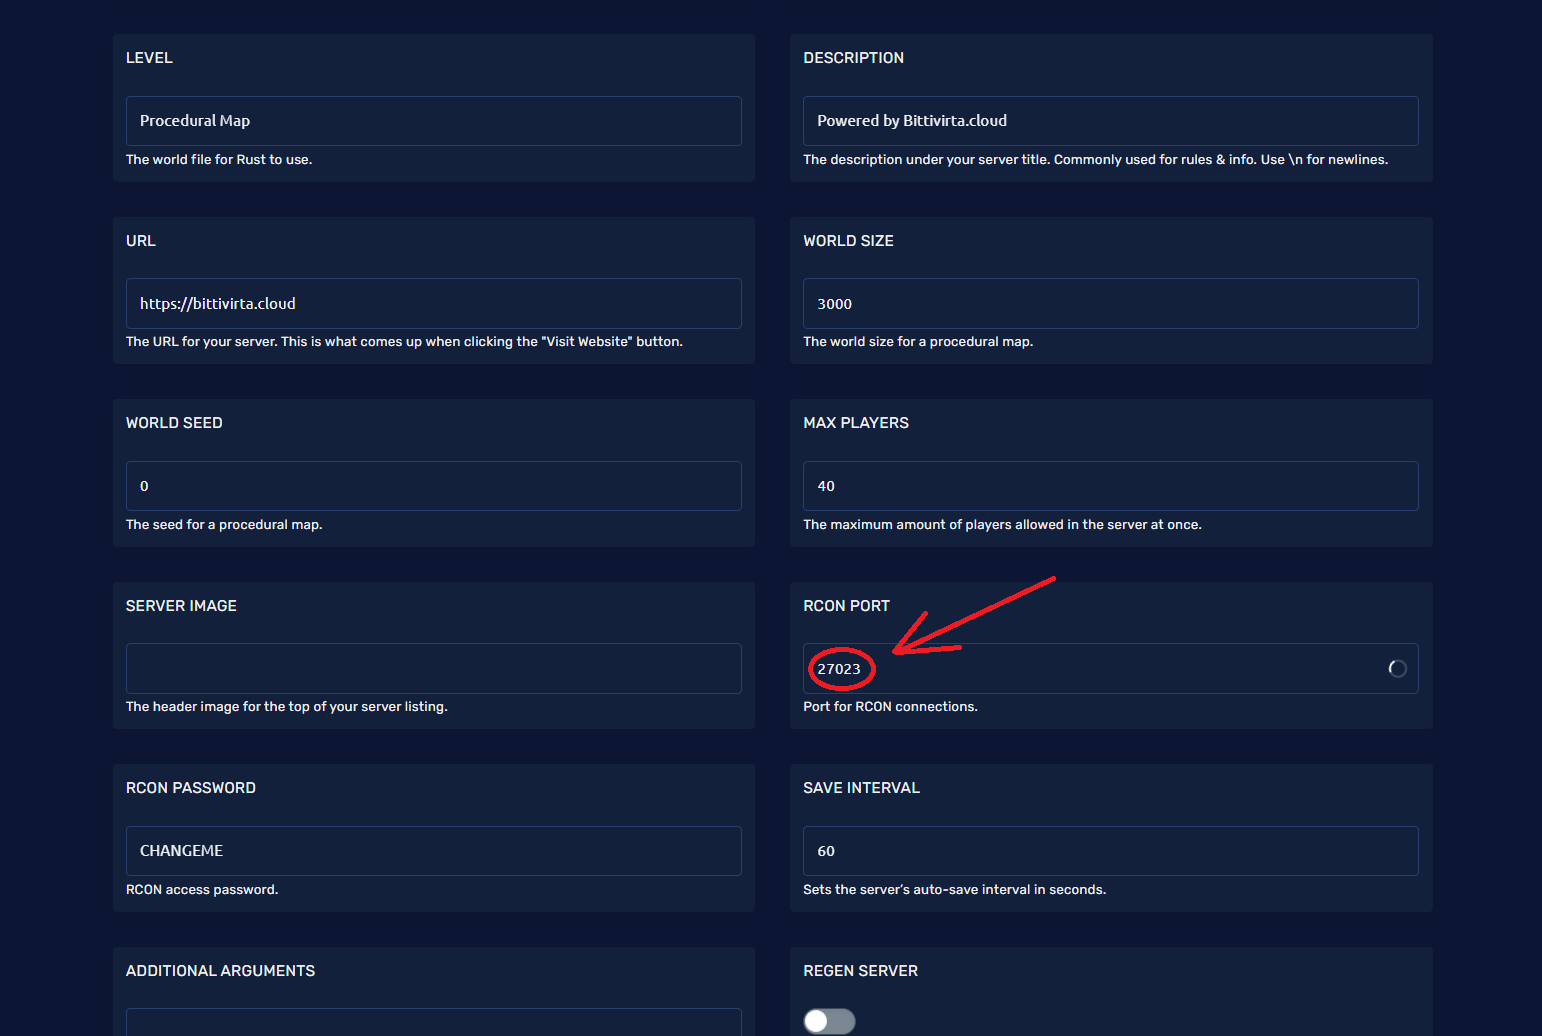 LEVEL
Procedural Map
The world file for Rust to use.
DESCRIPTION
Powered by Bittivirta.cloud
The description under your server title. Commonly used for rules & info. Use \n for newlines.
URL
https://bittivirta.cloud
The URL for your server. This is what comes up when clicking the "Visit Website" button.
WORLD SIZE
3000
The world size for a procedural map.
WORLD SEED
0
The seed for a procedural map.
MAX PLAYERS
40
The maximum amount of players allowed in the server at once.
SERVER IMAGE
The header image for the top of your server listing.
RCON PORT
27023
Port for RCON connections.
RCON PASSWORD
CHANGEME
RCON access password.
SAVE INTERVAL
60
Sets the server’s auto-save interval in seconds.
ADDITIONAL ARGUMENTS
REGEN SERVER